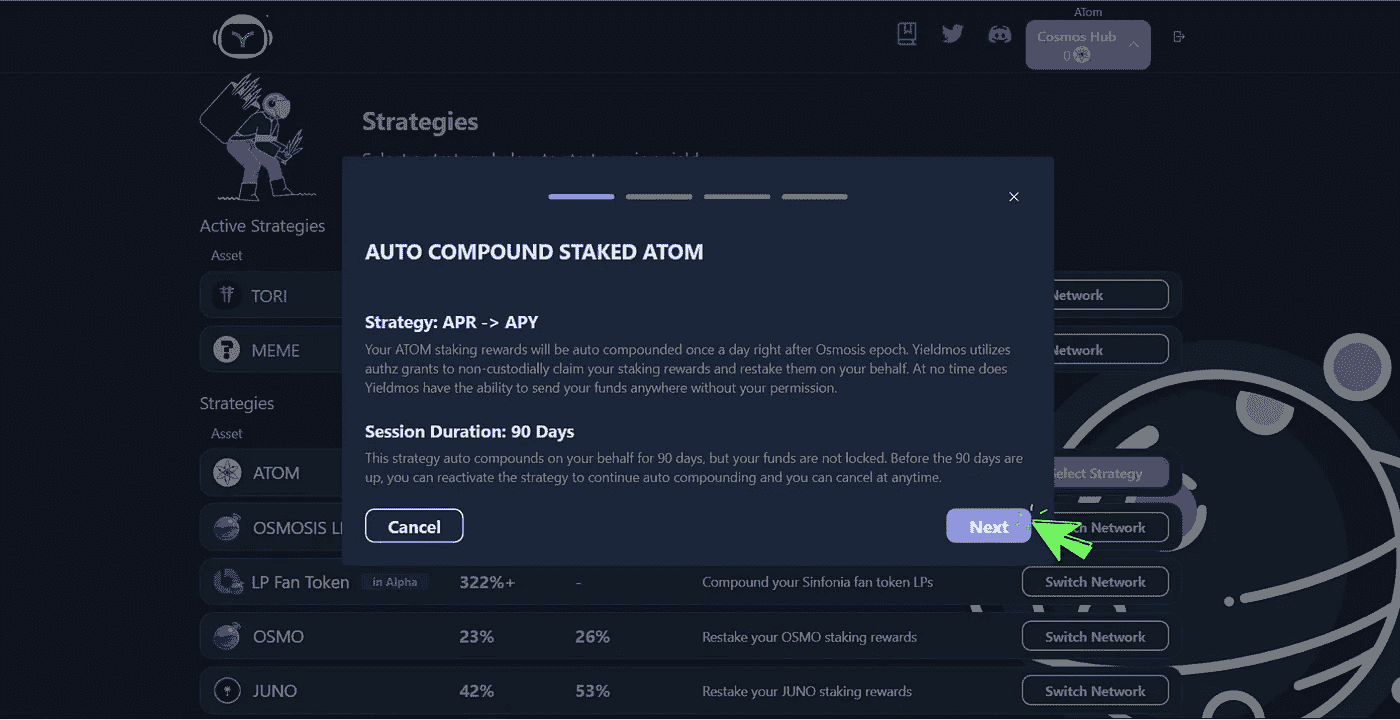 ATom
Cosmos Hub
0
Strategies
Active Strategies
Asset
TORI
Network
MEME
Network
Strategies
Asset
ATOM
Select Strategy
OSMOSIS
Network
AUTO COMPOUND STAKED ATOM
Strategy: APR -> APY
Your ATOM staking rewards will be auto compounded once a day right after Osmosis epoch. Yieldmos utilizes
authz grants to non-custodially claim your staking rewards and restake them on your behalf. At no time does
Yieldmos have the ability to send your funds anywhere without your permission.
Session Duration: 90 Days
This strategy auto compounds on your behalf for 90 days, but your funds are not locked. Before the 90 days are
up, you can reactivate the strategy to continue auto compounding and you can cancel at anytime.
Cancel
Next
LP Fan Token in Alpha 322%+ - Compound your Sinfonia fan token LPs Switch Network
OSMO 23% 26% Restake your OSMO staking rewards Switch Network
JUNO 42% 53% Restake your JUNO staking rewards Switch Network